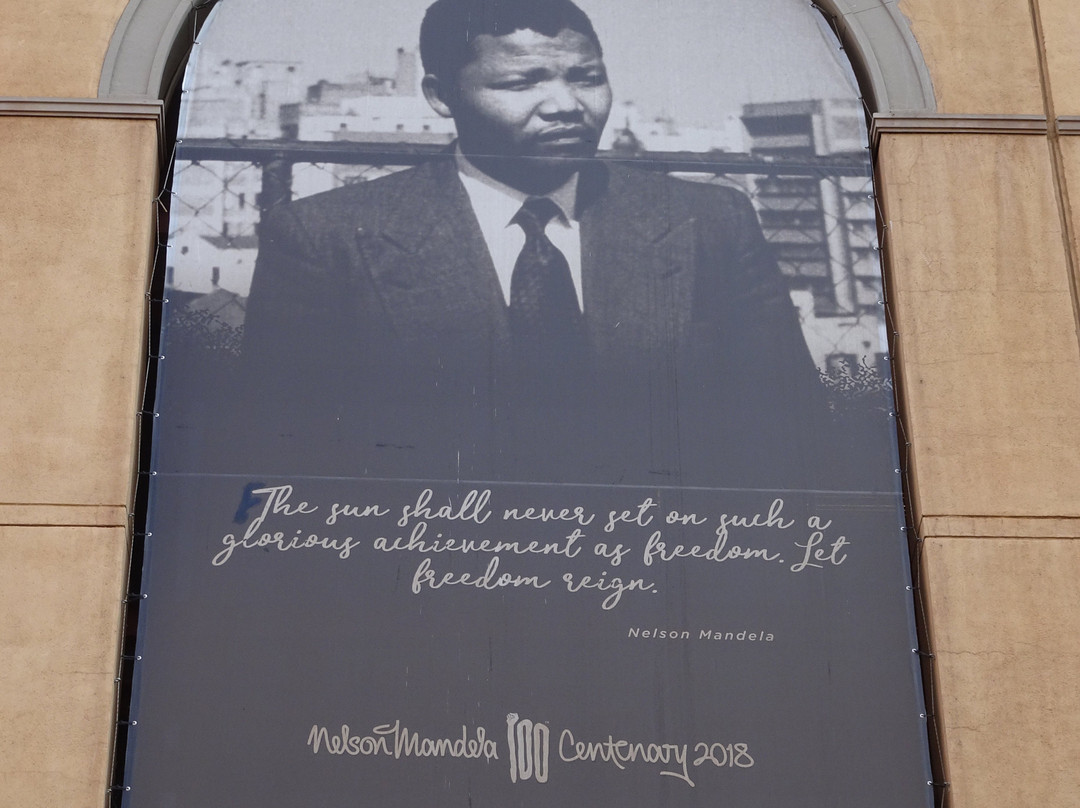 The sun shall never set on such a
glorious achievement as freedom. Let
freedom reign.
Nelson Mandela
Nelson Mandela 100 Centenary 2018